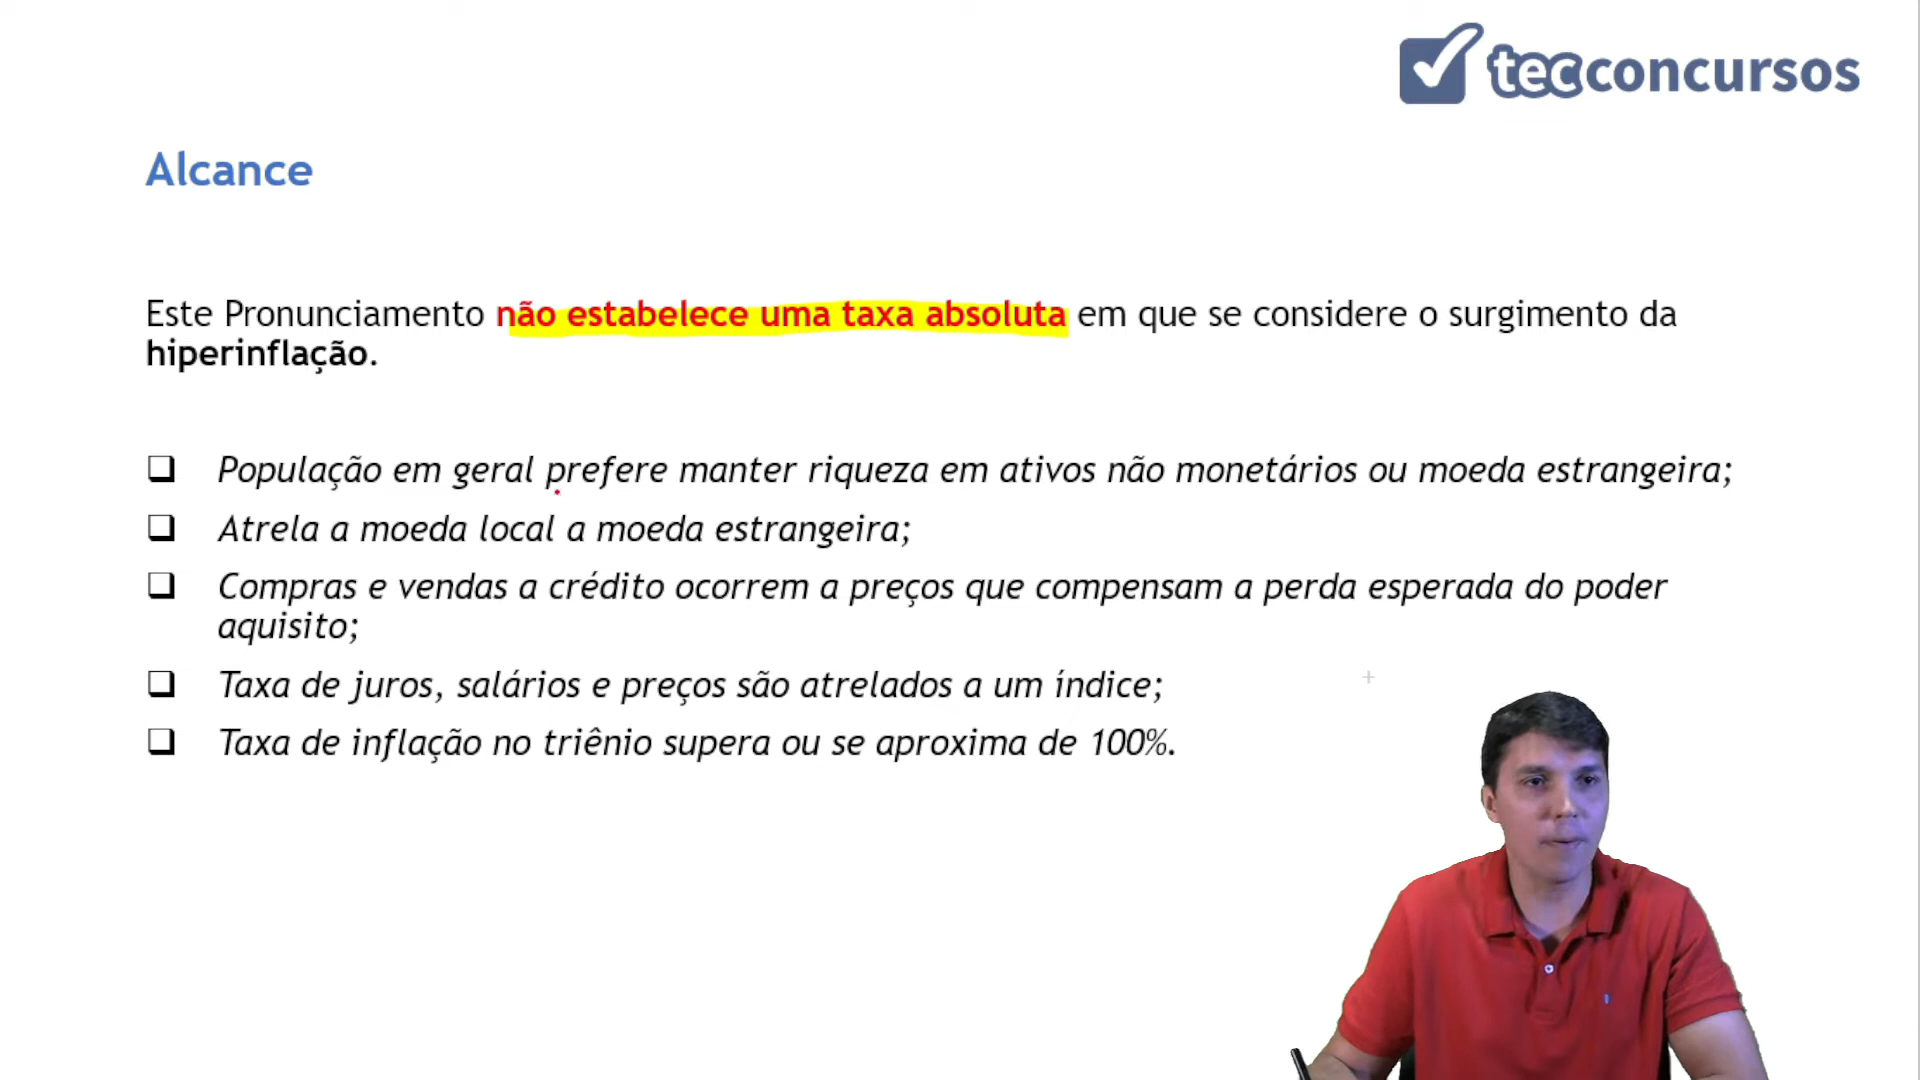 tecconcursos
Alcance
Este Pronunciamento não estabelece uma taxa absoluta em que se considere o surgimento da
hiperinflação.
❑ População em geral prefere manter riqueza em ativos não monetários ou moeda estrangeira;
❑ Atrela a moeda local a moeda estrangeira;
❑ Compras e vendas a crédito ocorrem a preços que compensam a perda esperada do poder
aquisito;
❑ Taxa de juros, salários e preços são atrelados a um índice;
❑ Taxa de inflação no triênio supera ou se aproxima de 100%.